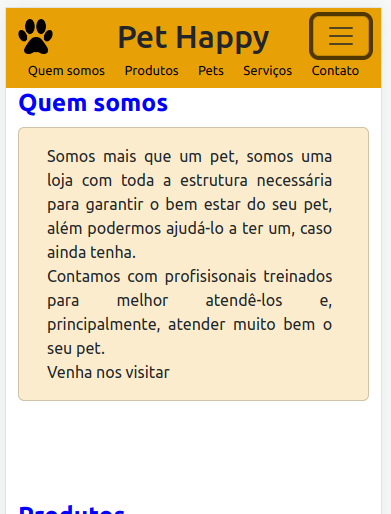 Pet Happy
Quem somos Produtos Pets Serviços Contato
Quem somos
Somos mais que um pet, somos uma
loja com toda a estrutura necessária
para garantir o bem estar do seu pet,
além podermos ajudá-lo a ter um, caso
ainda tenha.
Contamos com profisisonais treinados
para melhor atendê-los e,
principalmente, atender muito bem o
seu pet.
Venha nos visitar
Produtos